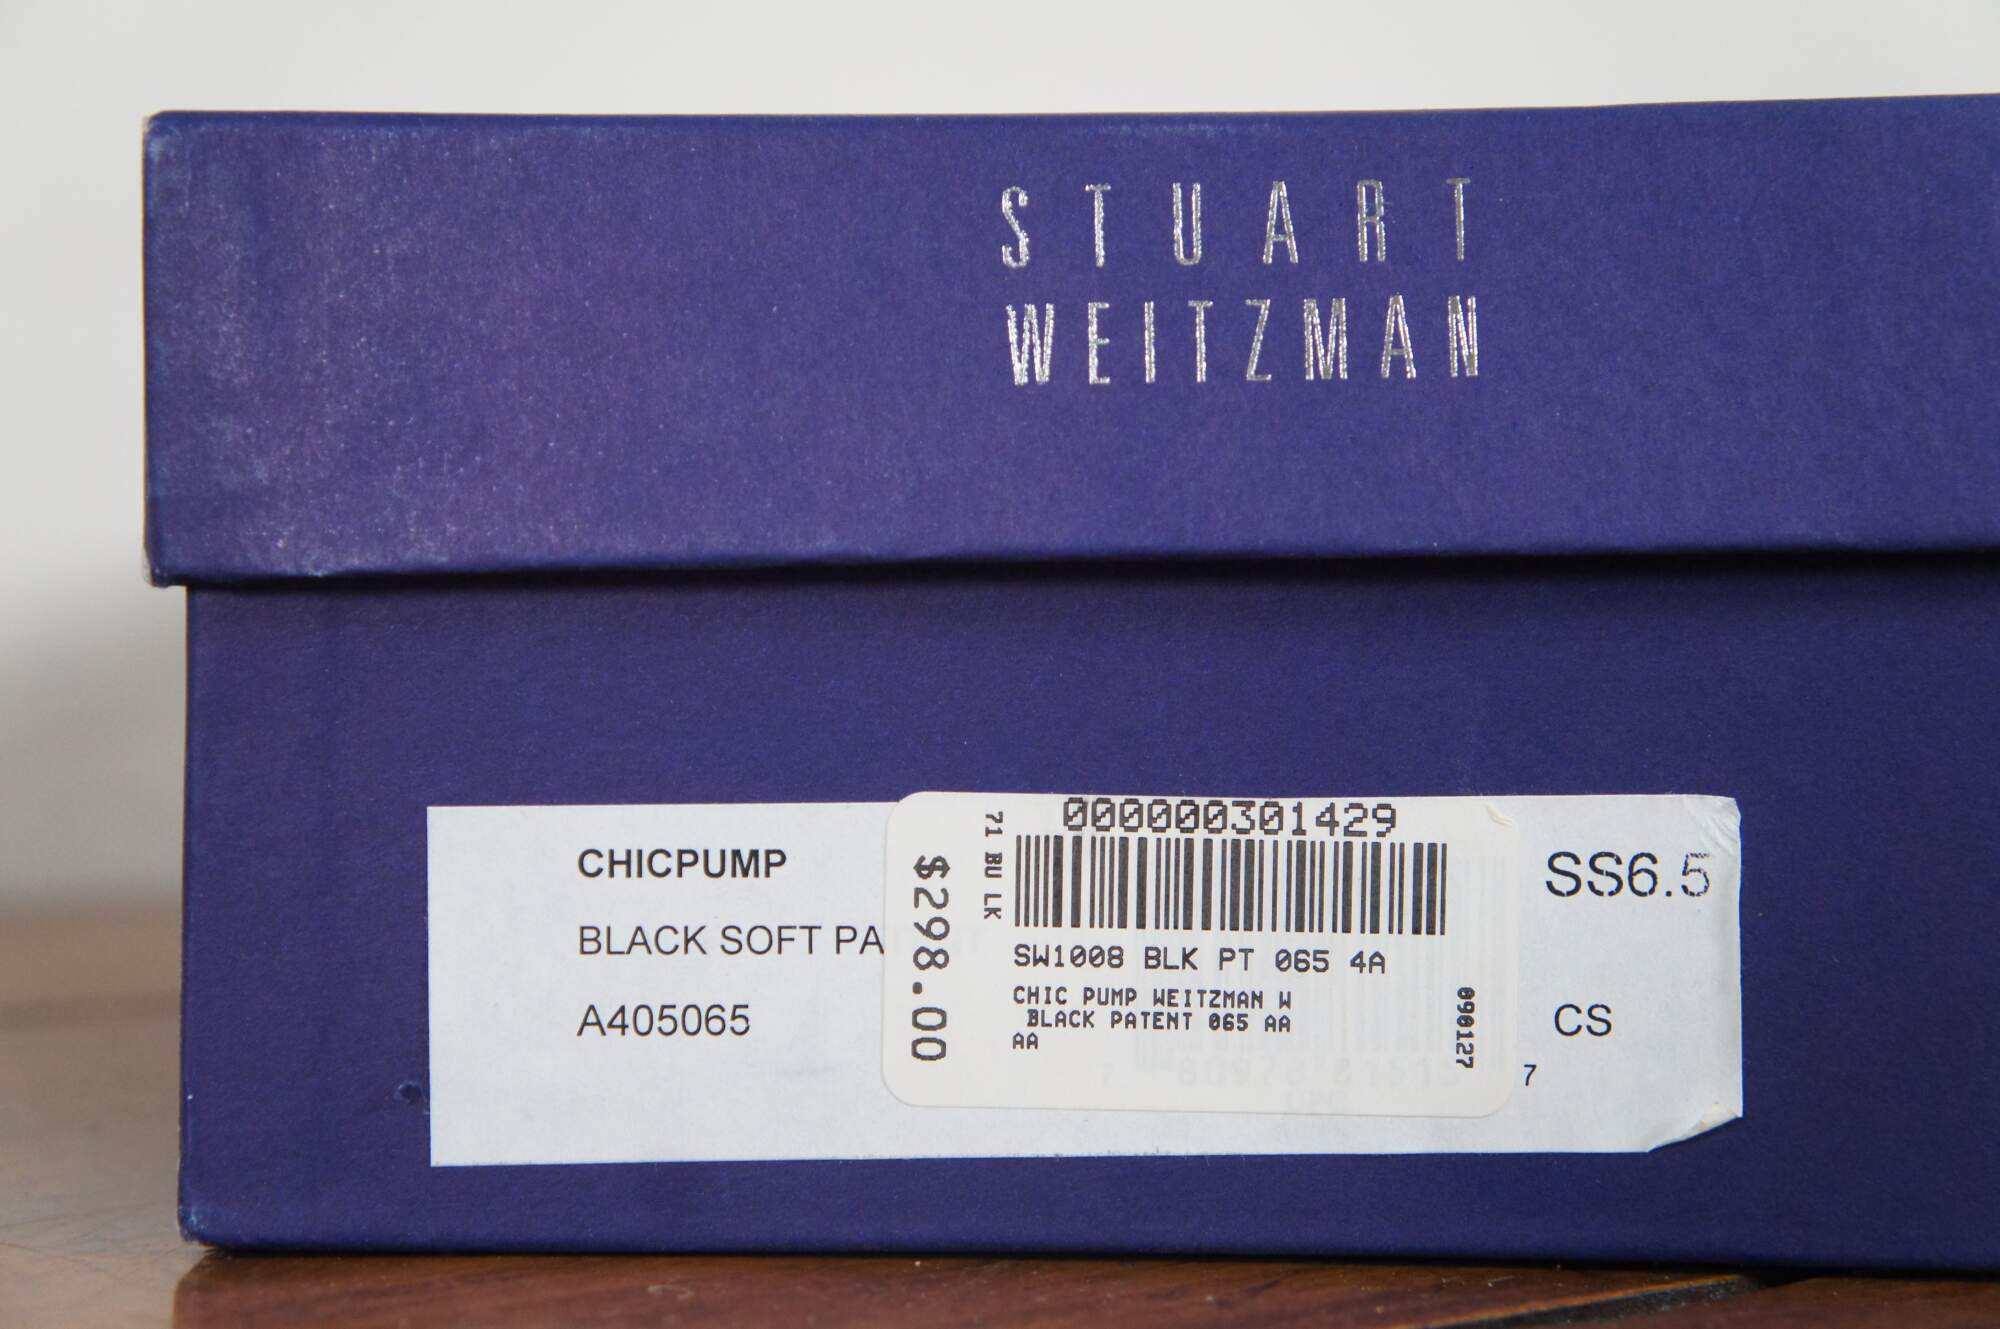 STUART
WEITZMAN
CHICPUMP
BLACK SOFT PA
A405065
$298.00
71 BU LK
000000301429
SW1008 BLK PT 065 4A
CHIC PUMP WEITZMAN W
BLACK PATENT 065 AA
AA
090127
SS6.5
CS
7